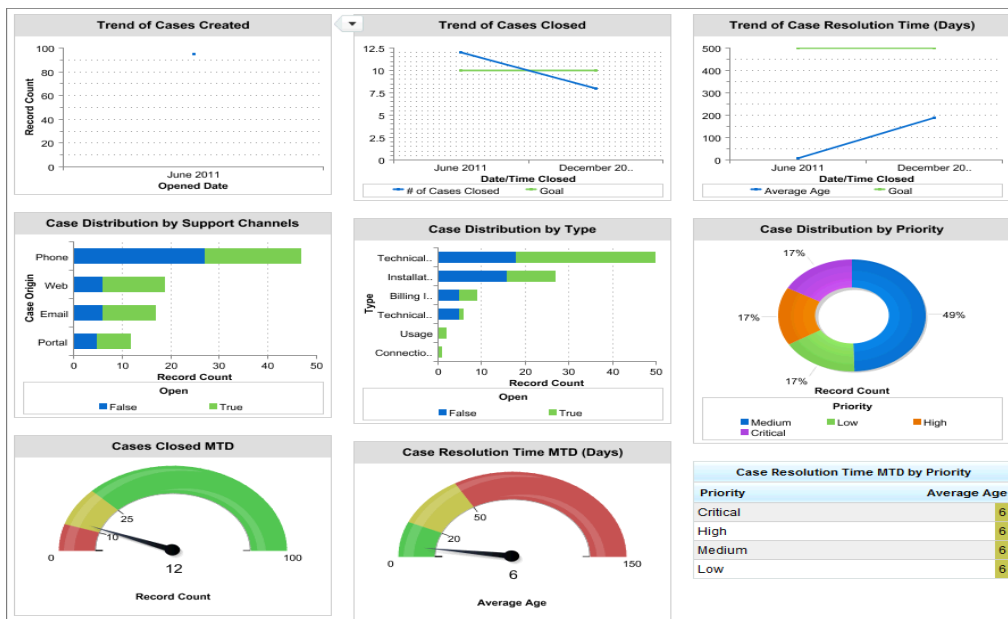 Trend of Cases Created
100
80
60
40
20
0
Record Count
June 2011
Opened Date
Trend of Cases Closed
12.5
10
7.5
5
2.5
0
June 2011 December 20..
Date/Time Closed
# of Cases Closed Goal
Trend of Case Resolution Time (Days)
500
400
300
200
100
0
June 2011 December 20..
Date/Time Closed
Average Age Goal
Case Distribution by Support Channels
Case Origin
Phone
Web
Email
Portal
0 10 20 30 40 50
Record Count
Open
False True
Case Distribution by Type
Type
Technical..
Installat..
Billing I..
Technical..
Usage
Connectio..
0 10 20 30 40 50
Record Count
Open
False True
Case Distribution by Priority
17%
17%
49%
17%
Record Count
Priority
Medium Low High
Critical
Cases Closed MTD
25
10
0 100
12
Record Count
Case Resolution Time MTD (Days)
50
20
0 150
6
Average Age
Case Resolution Time MTD by Priority
Priority Average Age
Critical 6
High 6
Medium 6
Low 6